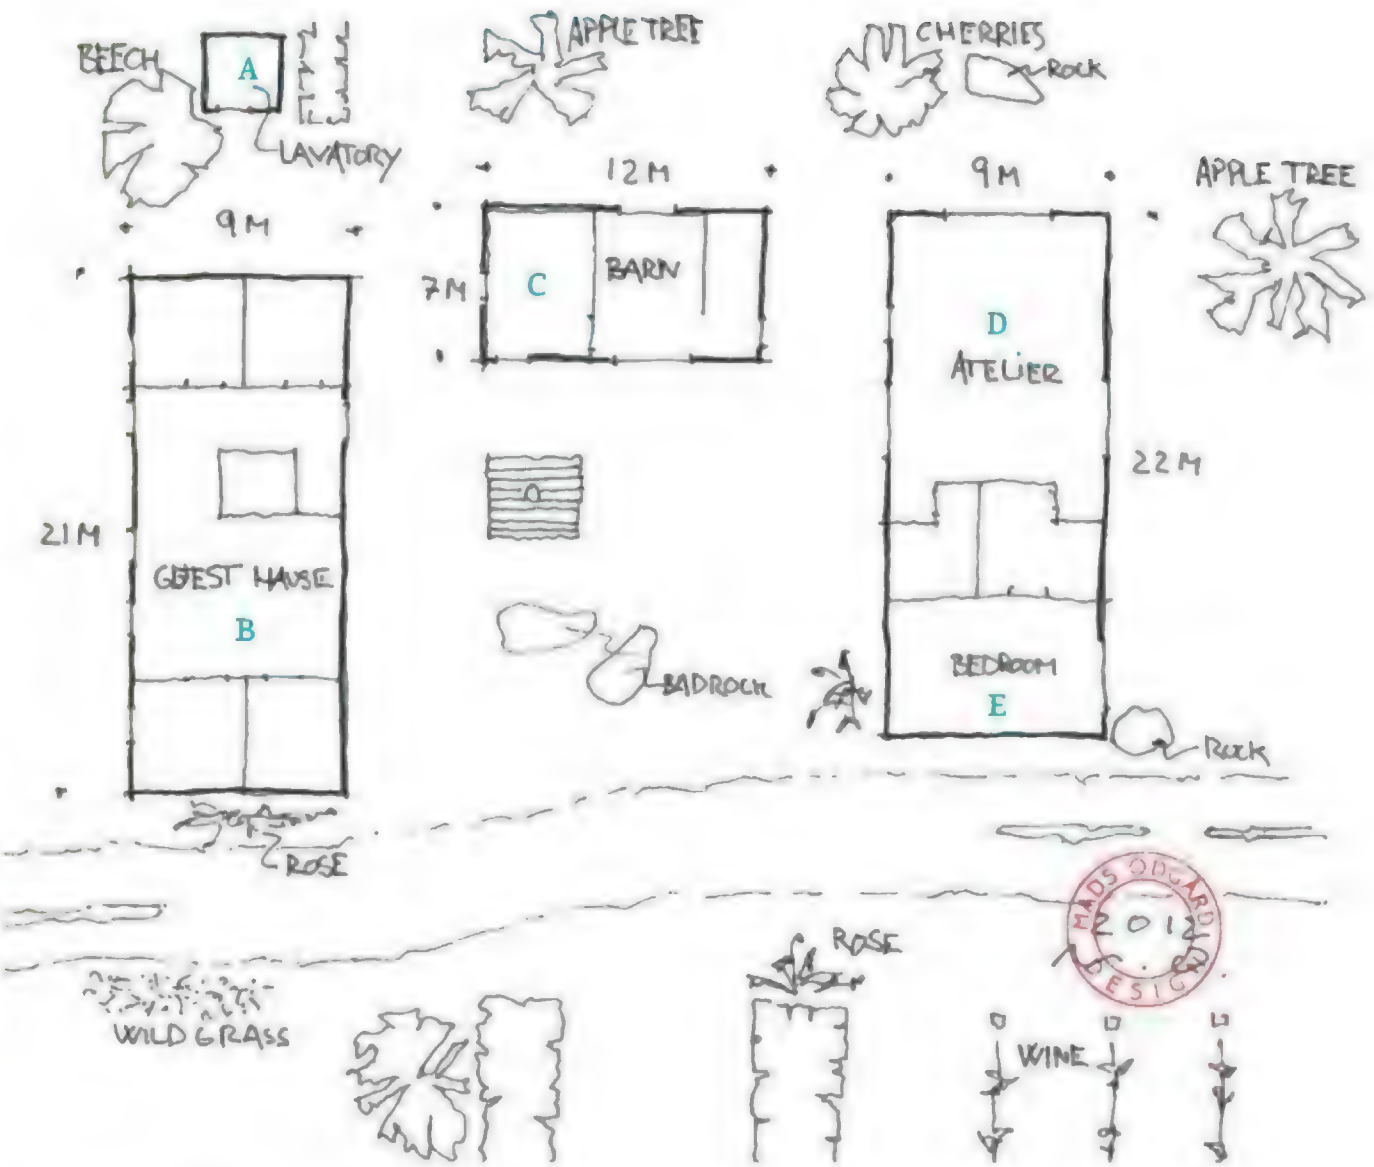 APPLE TREE
CHERRIES
BEECH
A
ROCK
LAVATORY
12 M
9 M
APPLE TREE
9 M
BARN
7 M
C
D
ATELIER
22 M
21 M
GUEST HAUSE
B
BEDROOM
BADROCK
E
ROCK
ROSE
MADS ODGARD
2012
DESIGN
ROSE
WILD GRASS
WINE